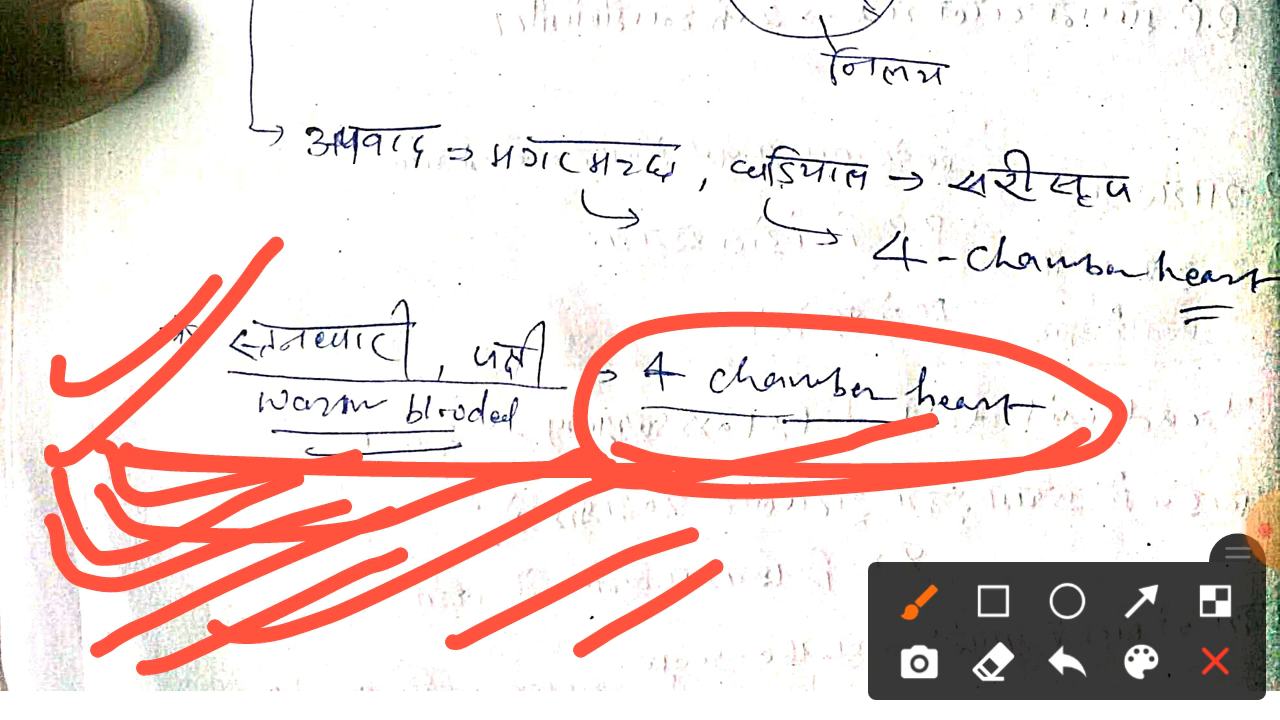 निलय
अपवाद ⇒ मगरमच्छ, घड़ियाल → सरीसृप
4-chamber heart
स्तनधारी, पक्षी → 4 chamber heart
warm blooded